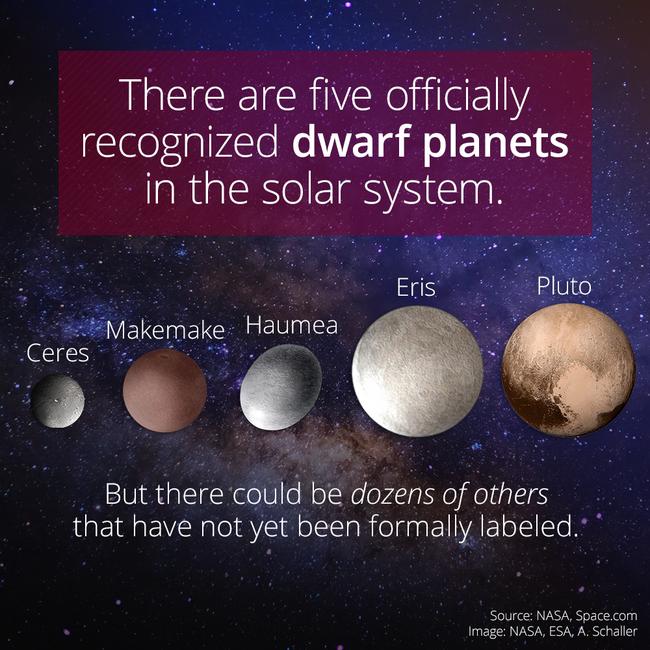 There are five officially
recognized dwarf planets
in the solar system.
Ceres
Makemake
Haumea
Eris
Pluto
But there could be dozens of others
that have not yet been formally labeled.
Source: NASA, Space.com
Image: NASA, ESA, A. Schaller